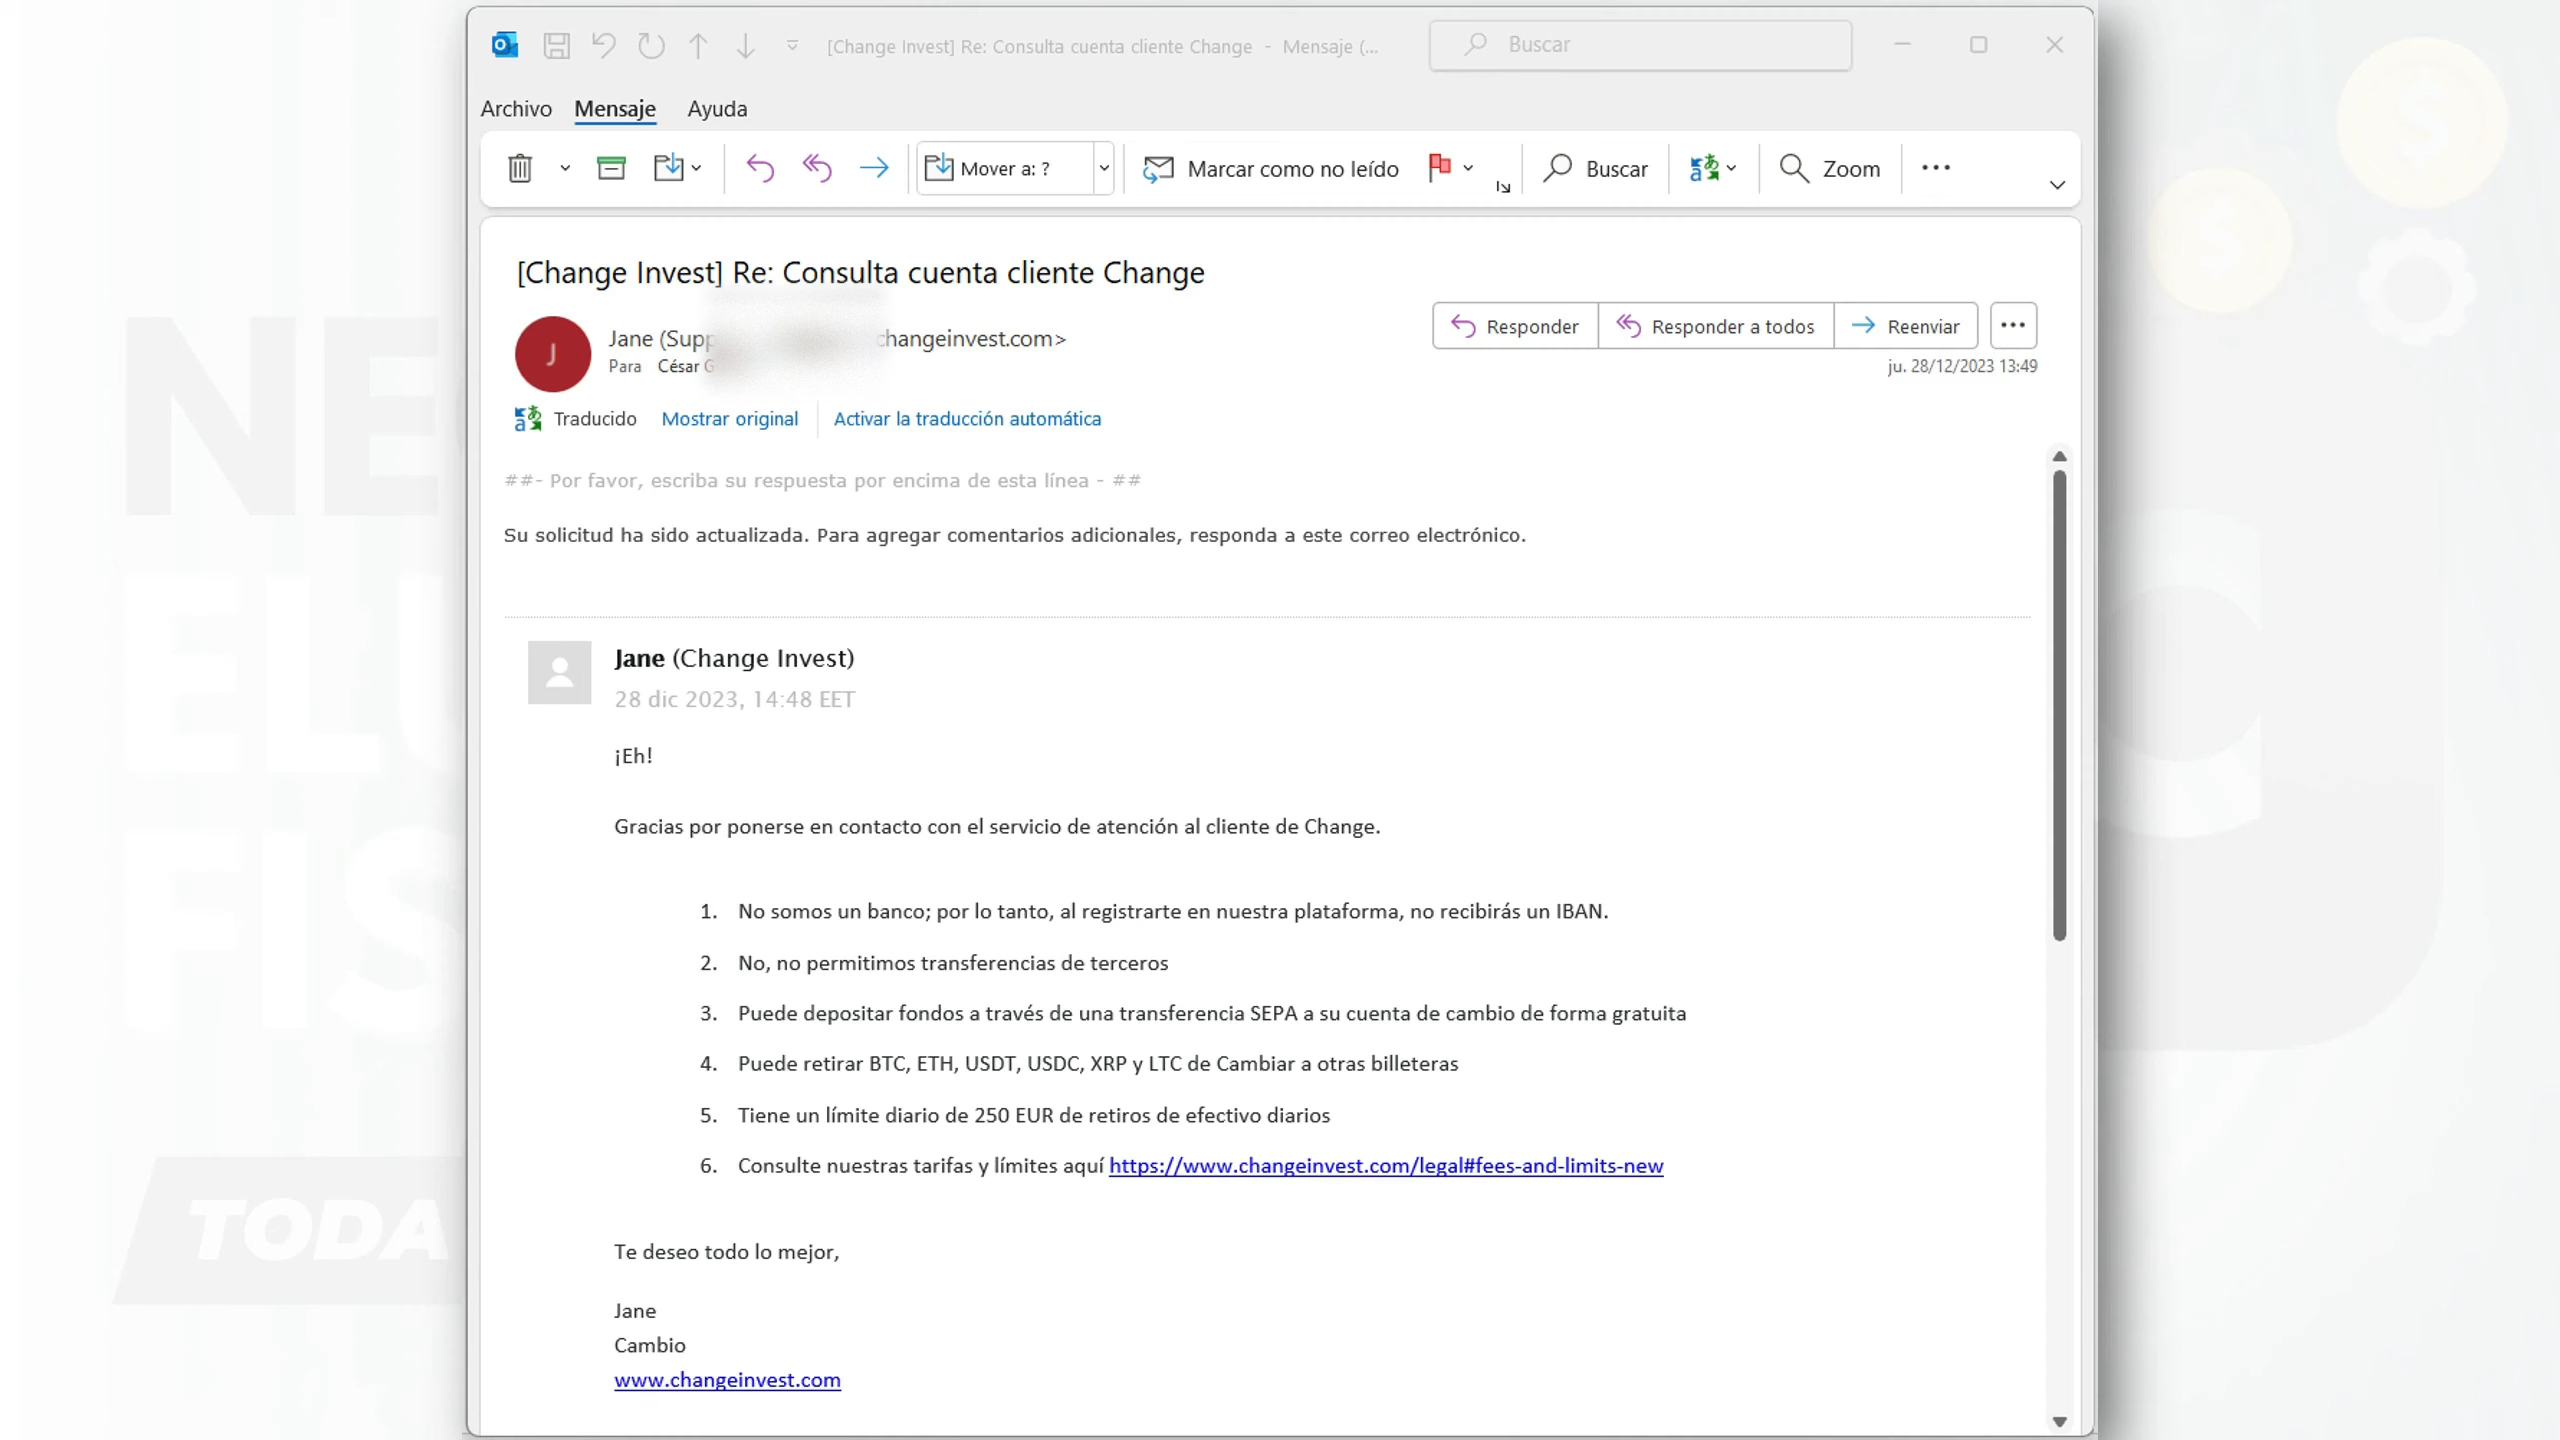 [Change Invest] Re: Consulta cuenta cliente Change - Mensaje (...
Buscar
Archivo Mensaje Ayuda
Mover a: ?
Marcar como no leído
Buscar
Zoom
[Change Invest] Re: Consulta cuenta cliente Change
J
Jane (Supp changeinvest.com>
Para César G
Responder
Responder a todos
Reenviar
ju. 28/12/2023 13:49
Traducido Mostrar original Activar la traducción automática
##- Por favor, escriba su respuesta por encima de esta línea - ##
Su solicitud ha sido actualizada. Para agregar comentarios adicionales, responda a este correo electrónico.
Jane (Change Invest)
28 dic 2023, 14:48 EET
¡Eh!
Gracias por ponerse en contacto con el servicio de atención al cliente de Change.
1. No somos un banco; por lo tanto, al registrarte en nuestra plataforma, no recibirás un IBAN.
2. No, no permitimos transferencias de terceros
3. Puede depositar fondos a través de una transferencia SEPA a su cuenta de cambio de forma gratuita
4. Puede retirar BTC, ETH, USDT, USDC, XRP y LTC de Cambiar a otras billeteras
5. Tiene un límite diario de 250 EUR de retiros de efectivo diarios
6. Consulte nuestras tarifas y límites aquí https://www.changeinvest.com/legal#fees-and-limits-new
Te deseo todo lo mejor,
Jane
Cambio
www.changeinvest.com
TODA